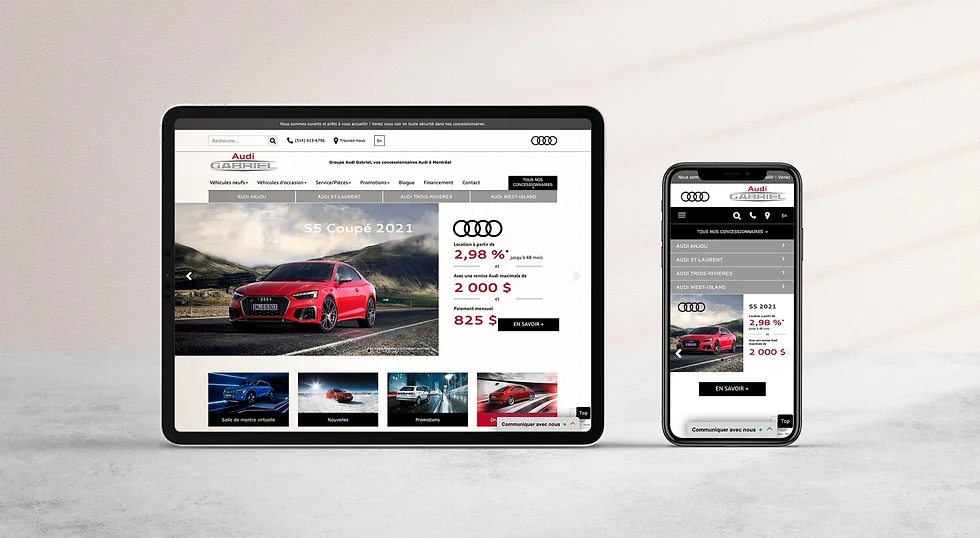 Nous sommes ouverts et prêts à vous accueillir ! Venez nous voir en toute sécurité dans nos concessionnaires.
Recherche...
(514) 613-6756
Trouvez-nous
En
Audi
GABRIEL
Groupe Audi Gabriel, vos concessionnaires Audi à Montréal
Véhicules neufs
Véhicules d'occasion
Service/Pièces
Promotions
Blogue
Financement
Contact
TOUS NOS
CONCESSIONNAIRES
AUDI ANJOU
AUDI ST-LAURENT
AUDI TROIS-RIVIERES
AUDI WEST-ISLAND
S5 Coupé 2021
Location à partir de
2,98 %*
jusqu'à 48 mois
et
Avec une remise Audi maximale de
2 000 $
et
Paiement mensuel
825 $
EN SAVOIR +
Salle de montre virtuelle
Nouvelles
Promotions
Top
Communiquer avec nous
Nous som
illir ! Venez
Audi
GABRIEL
En
TOUS NOS CONCESSIONNAIRES +
AUDI ANJOU
AUDI ST-LAURENT
AUDI TROIS-RIVIERES
AUDI WEST-ISLAND
S5 2021
Location à partir de
2,98 %*
jusqu'à 48 mois
et
Avec une remise Audi
maximale de
2 000 $
EN SAVOIR +
Top
Communiquer avec nous